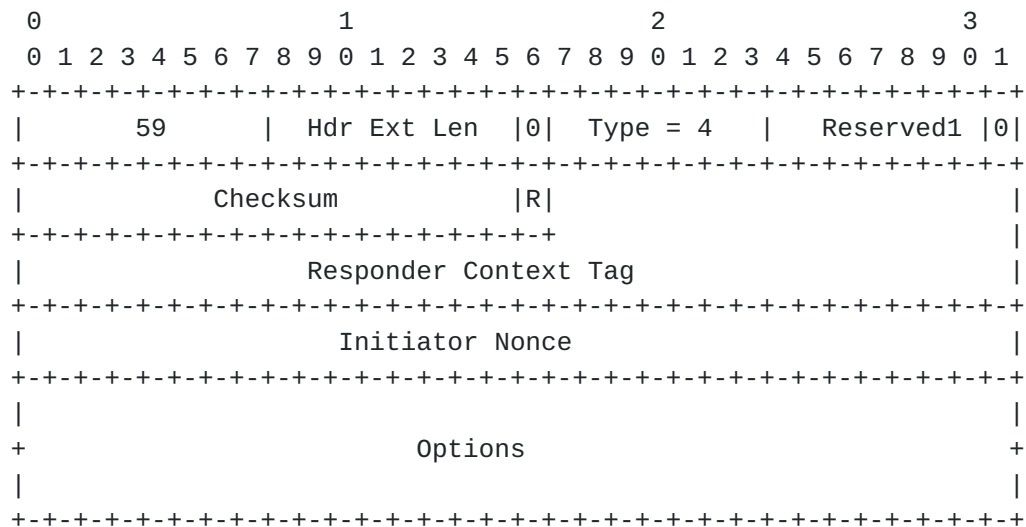 0                   1                   2                   3
 0 1 2 3 4 5 6 7 8 9 0 1 2 3 4 5 6 7 8 9 0 1 2 3 4 5 6 7 8 9 0 1
+-+-+-+-+-+-+-+-+-+-+-+-+-+-+-+-+-+-+-+-+-+-+-+-+-+-+-+-+-+-+-+-+
|       59      |  Hdr Ext Len  |0|  Type = 4   |   Reserved1 |0|
+-+-+-+-+-+-+-+-+-+-+-+-+-+-+-+-+-+-+-+-+-+-+-+-+-+-+-+-+-+-+-+-+
|            Checksum           |R|                             |
+-+-+-+-+-+-+-+-+-+-+-+-+-+-+-+-+-+                             |
|                  Responder Context Tag                        |
+-+-+-+-+-+-+-+-+-+-+-+-+-+-+-+-+-+-+-+-+-+-+-+-+-+-+-+-+-+-+-+-+
|                    Initiator Nonce                            |
+-+-+-+-+-+-+-+-+-+-+-+-+-+-+-+-+-+-+-+-+-+-+-+-+-+-+-+-+-+-+-+-+
|                                                               |
+                         Options                               +
|                                                               |
+-+-+-+-+-+-+-+-+-+-+-+-+-+-+-+-+-+-+-+-+-+-+-+-+-+-+-+-+-+-+-+-+